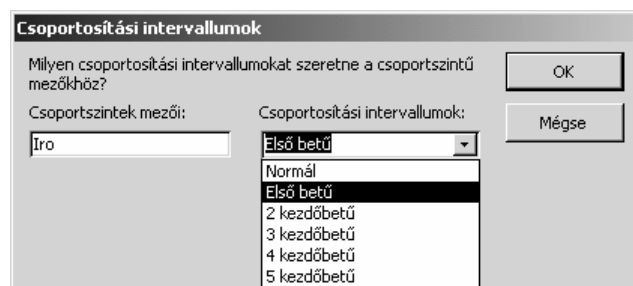 Csoportosítási intervallumok
Milyen csoportosítási intervallumokat szeretne a csoportszintű
mezőkhöz?
OK
Csoportszintek mezői:
Csoportosítási intervallumok:
Mégse
Iro
Első betű
Normál
Első betű
2 kezdőbetű
3 kezdőbetű
4 kezdőbetű
5 kezdőbetű